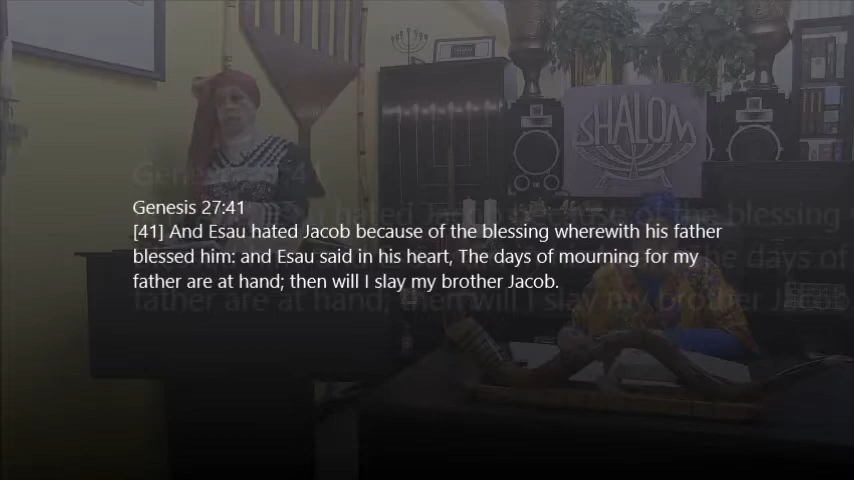 SHALOM
Genesis 27:41
[41] And Esau hated Jacob because of the blessing wherewith his father
blessed him: and Esau said in his heart, The days of mourning for my
father are at hand; then will I slay my brother Jacob.